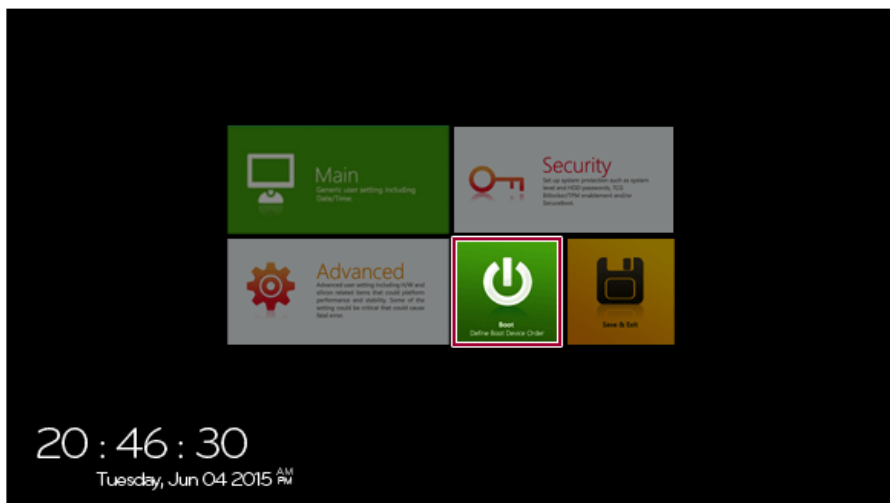 Main
Generic user setting including
Date/Time.
Security
Set up system protection such as system
level and HDD passwords, TCG
Bitlocker/TPM enablement and/or
SecureBoot.
Advanced
Advanced user setting including H/W and
silicon related items that could platform
performance and stability. Some of the
setting could be critical that could cause
fatal error.
Boot
Define Boot Device Order
Save & Exit
20 : 46 : 30
Tuesday, Jun 04 2015 AM
PM